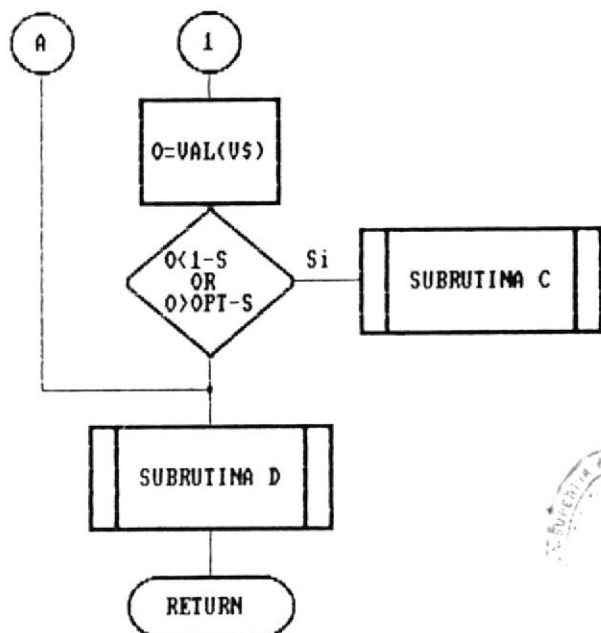 A
1
O=VAL(V$)
O<1-S
OR
O>OPT-S
Si
SUBRUTINA C
SUBRUTINA D
RETURN